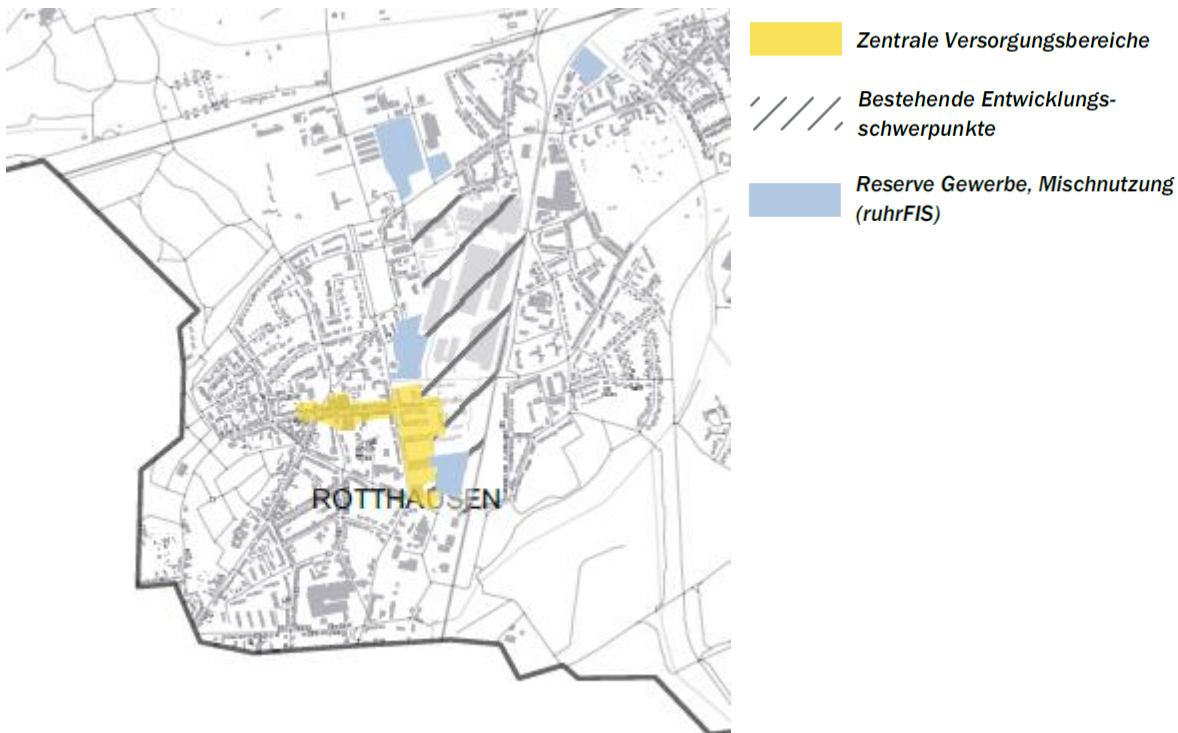 Zentrale Versorgungsbereiche
Bestehende Entwicklungs-
schwerpunkte
Reserve Gewerbe, Mischnutzung
(ruhrFIS)
ROTTHAUSEN